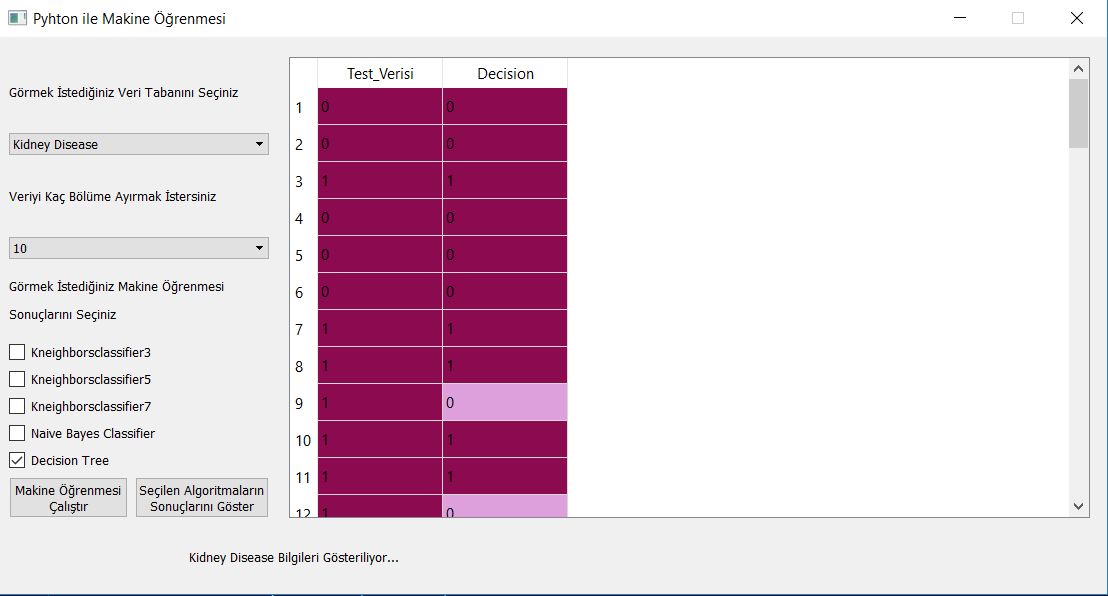 Pyhton ile Makine Öğrenmesi
Görmek İstediğiniz Veri Tabanını Seçiniz
Kidney Disease
Veriyi Kaç Bölüme Ayırmak İstersiniz
10
Görmek İstediğiniz Makine Öğrenmesi
Sonuçlarını Seçiniz
Kneighborsclassifier3
Kneighborsclassifier5
Kneighborsclassifier7
Naive Bayes Classifier
Decision Tree
Makine Öğrenmesi
Çalıştır
Seçilen Algoritmaların
Sonuçlarını Göster
Test_Verisi Decision
1 0 0
2 0 0
3 1 1
4 0 0
5 0 0
6 0 0
7 1 1
8 1 1
9 1 0
10 1 1
11 1 1
12 1 0
Kidney Disease Bilgileri Gösteriliyor...